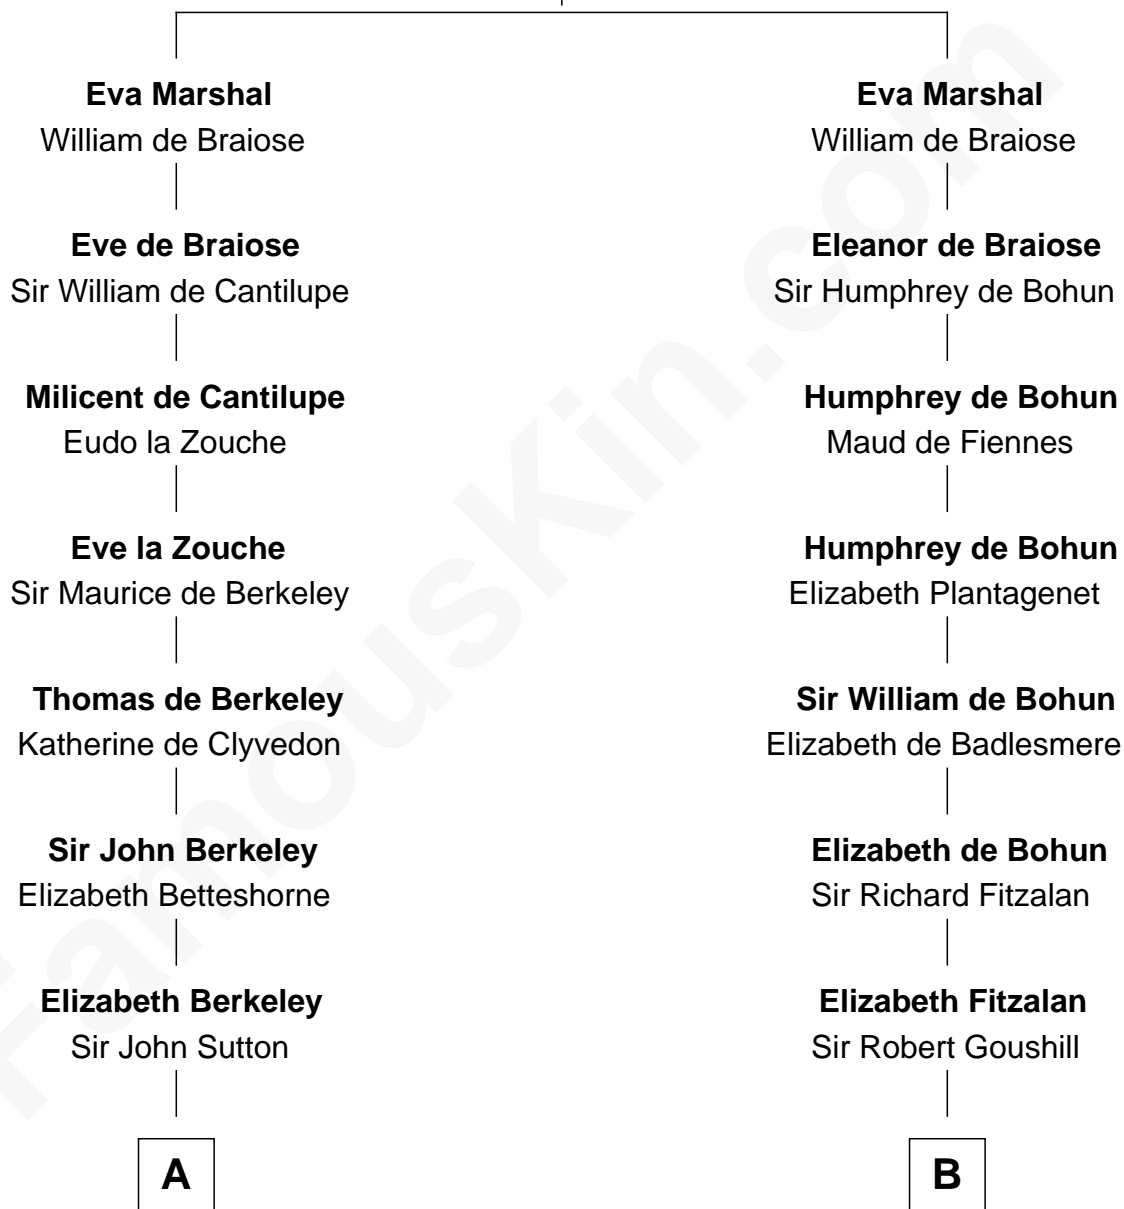 Eva Marshal
William de Braiose
Eve de Braiose
Sir William de Cantilupe
Milicent de Cantilupe
Eudo la Zouche
Eve la Zouche
Sir Maurice de Berkeley
Thomas de Berkeley
Katherine de Clyvedon
Sir John Berkeley
Elizabeth Betteshorne
Elizabeth Berkeley
Sir John Sutton
A
Eva Marshal
William de Braiose
Eleanor de Braiose
Sir Humphrey de Bohun
Humphrey de Bohun
Maud de Fiennes
Humphrey de Bohun
Elizabeth Plantagenet
Sir William de Bohun
Elizabeth de Badlesmere
Elizabeth de Bohun
Sir Richard Fitzalan
Elizabeth Fitzalan
Sir Robert Goushill
B
FamousKin.com